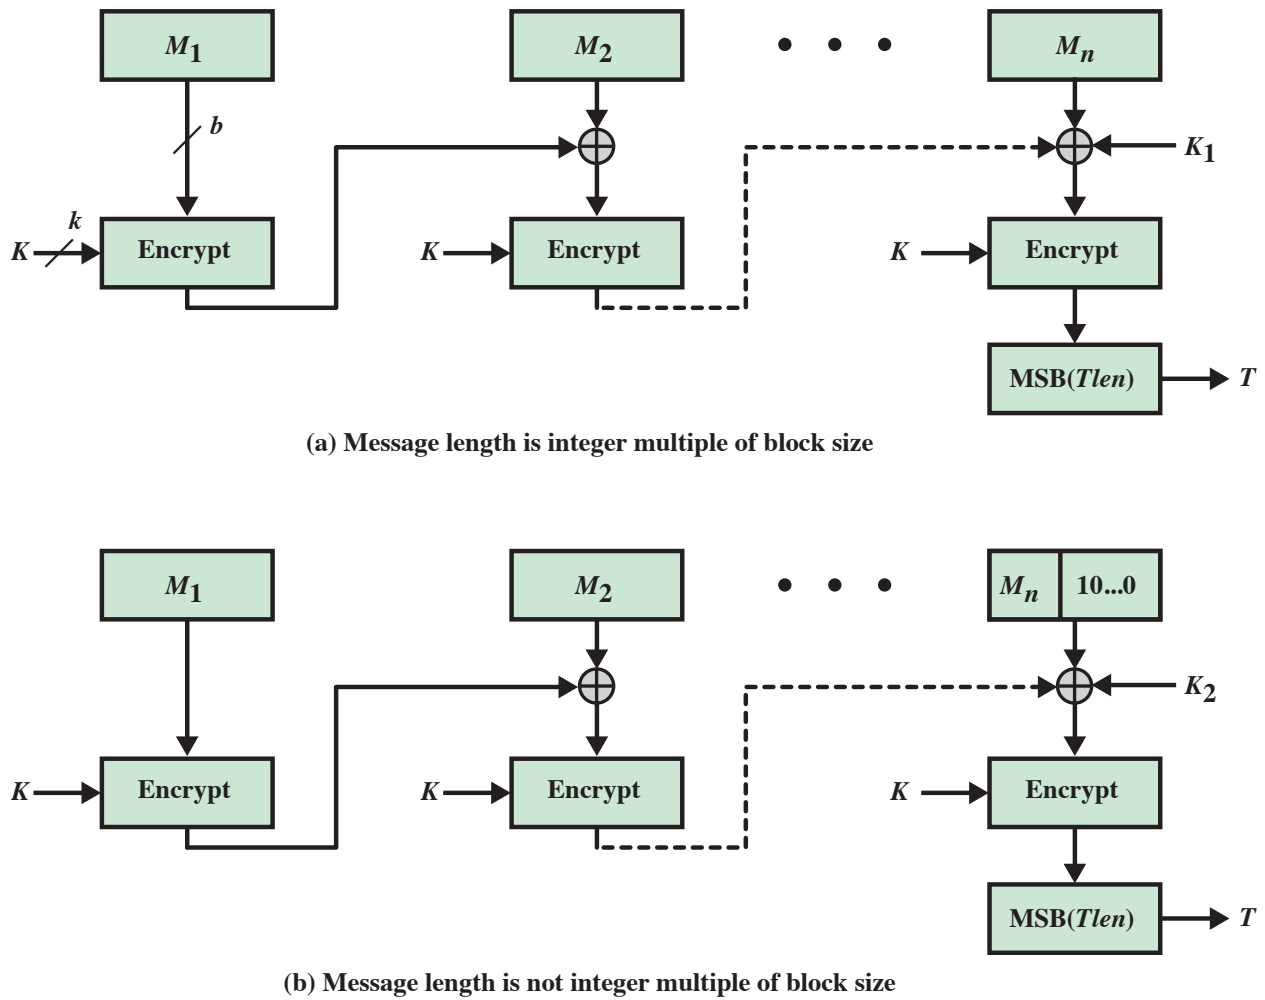 M1 M2 • • • Mn
b
K1
k
K Encrypt K Encrypt K Encrypt
MSB(Tlen) T
(a) Message length is integer multiple of block size
M1 M2 • • • Mn 10...0
K2
K Encrypt K Encrypt K Encrypt
MSB(Tlen) T
(b) Message length is not integer multiple of block size